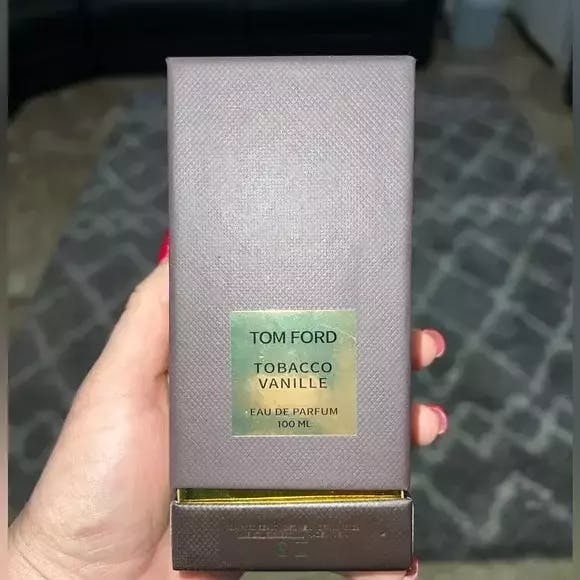 TOM FORD
TOBACCO
VANILLE
EAU DE PARFUM
100 ML